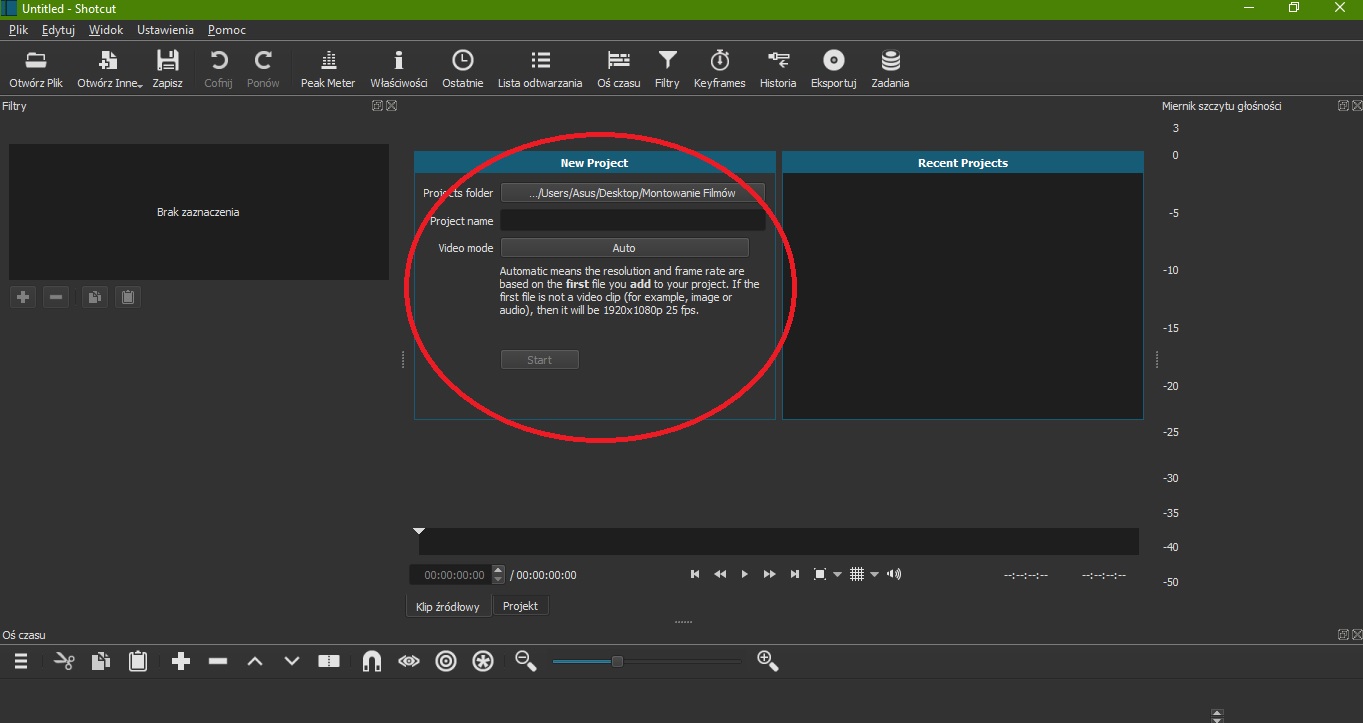 Untitled - Shotcut
Plik Edytuj Widok Ustawienia Pomoc
Otwórz Plik Otwórz Inne... Zapisz Cofnij Ponów Peak Meter Właściwości Ostatnie Lista odtwarzania Oś czasu Filtry Keyframes Historia Eksportuj Zadania
Filtry
Brak zaznaczenia
New Project
Projects folder .../Users/Asus/Desktop/Montowanie Filmów
Project name
Video mode Auto
Automatic means the resolution and frame rate are
based on the first file you add to your project. If the
first file is not a video clip (for example, image or
audio), then it will be 1920x1080p 25 fps.
Start
Recent Projects
Miernik szczytu głośności
3
0
-5
-10
-15
-20
-25
-30
-35
-40
-50
00:00:00:00 / 00:00:00:00 --:--:--:-- --:--:--:--
Klip źródłowy Projekt
Oś czasu